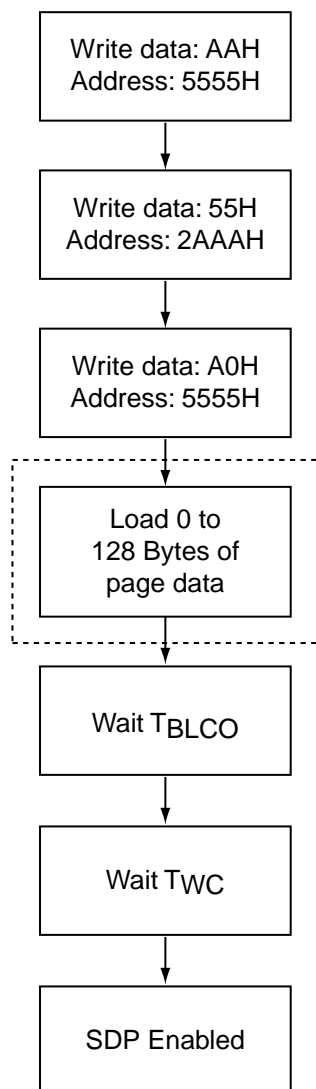 Write data: AAH
Address: 5555H
Write data: 55H
Address: 2AAAH
Write data: A0H
Address: 5555H
Load 0 to
128 Bytes of
page data
Wait TBLCO
Wait TWC
SDP Enabled